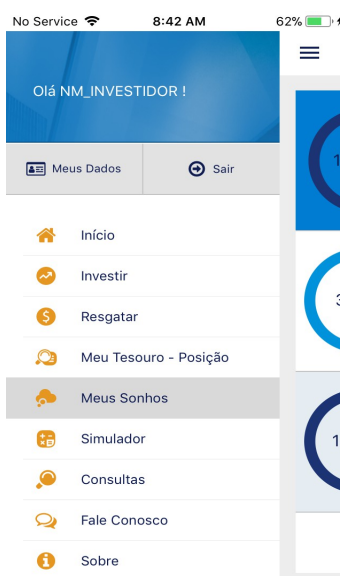 No Service 8:42 AM 62%
Olá NM_INVESTIDOR !
Meus Dados Sair
Início
Investir
Resgatar
Meu Tesouro - Posição
Meus Sonhos
Simulador
Consultas
Fale Conosco
Sobre